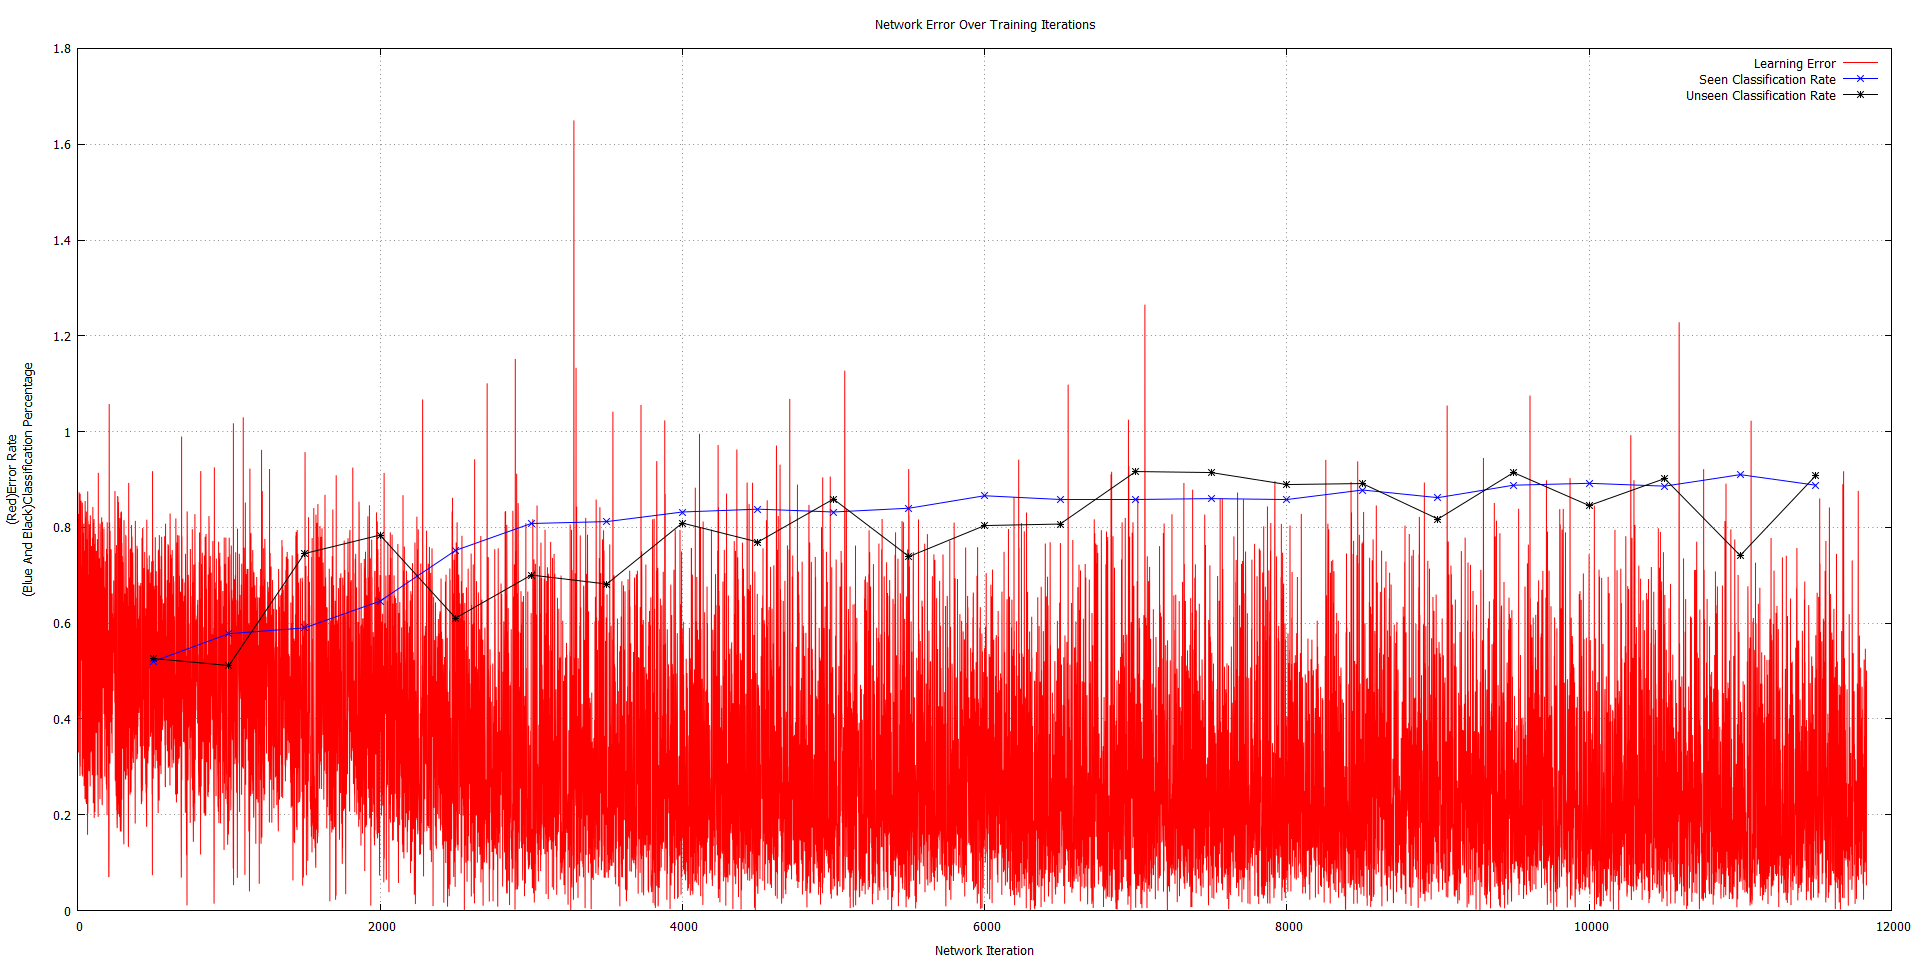 Network Error Over Training Iterations
Learning Error
Seen Classification Rate
Unseen Classification Rate
(Red)Error Rate
(Blue And Black)Classification Percentage
1.8
1.6
1.4
1.2
1
0.8
0.6
0.4
0.2
0
0 2000 4000 6000 8000 10000 12000
Network Iteration